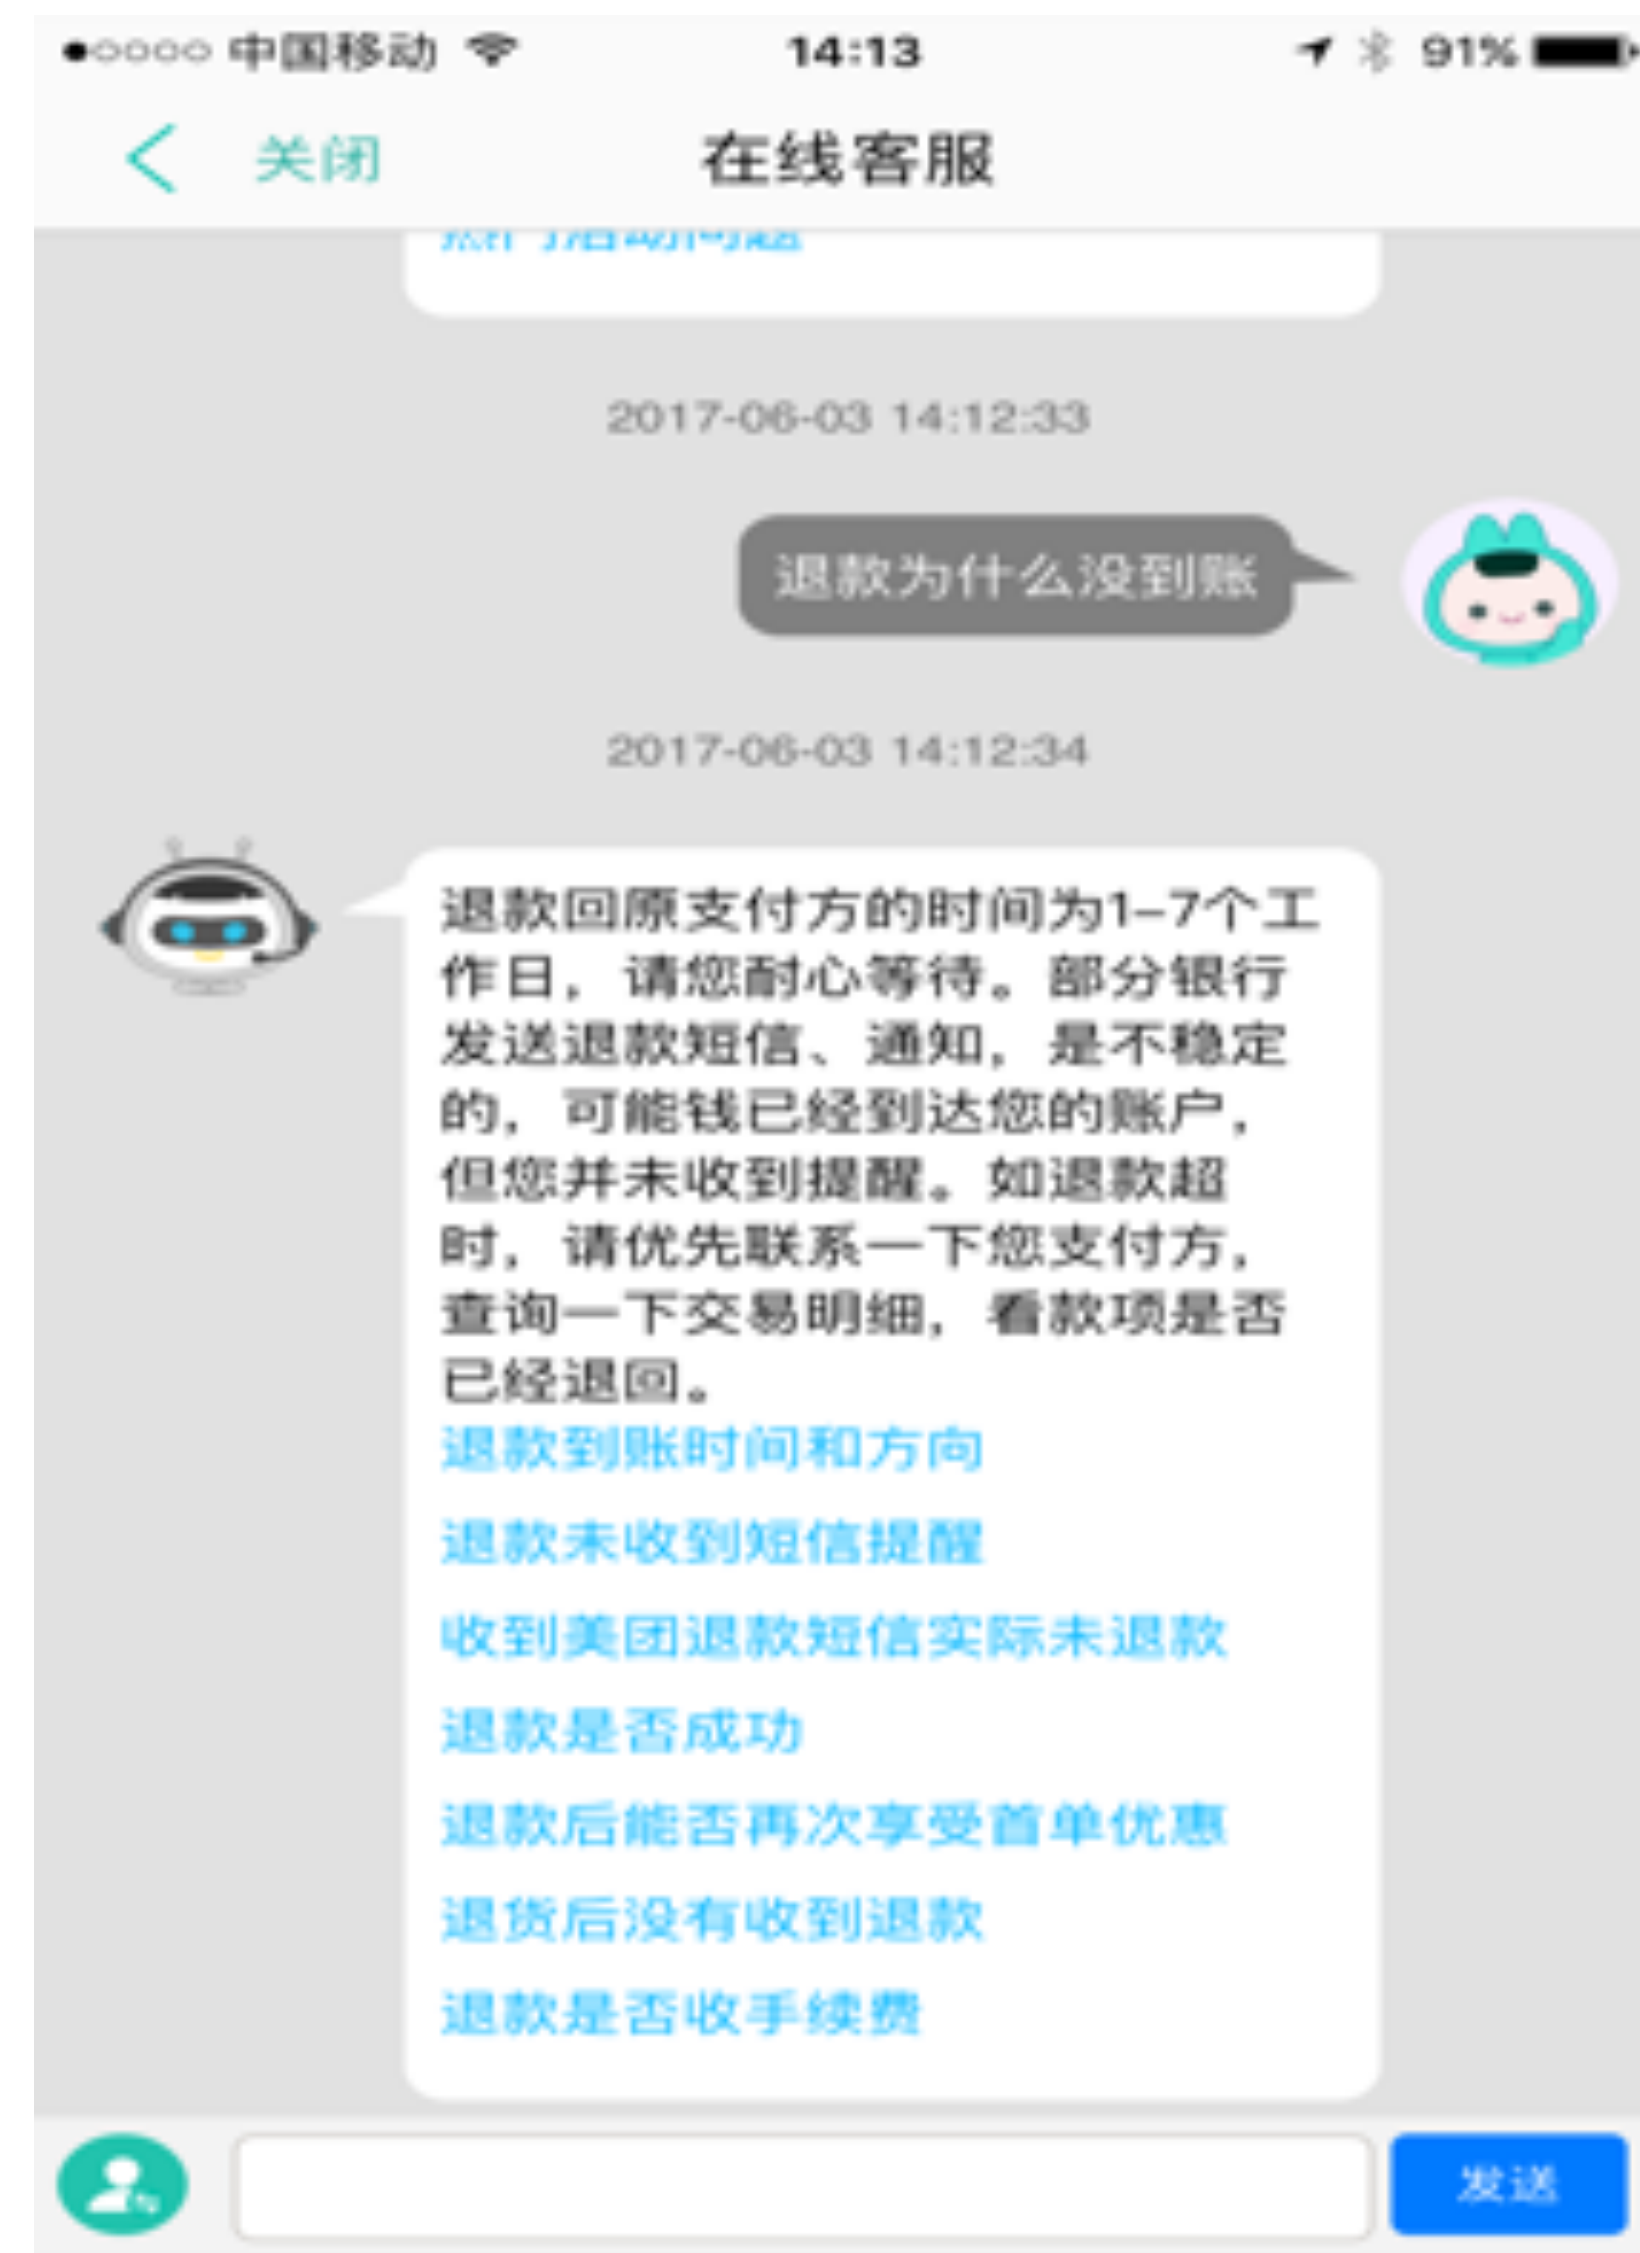 中国移动 14:13 91%
关闭 在线客服
热门活动问题
2017-06-03 14:12:33
退款为什么没到账
2017-06-03 14:12:34
退款回原支付方的时间为1-7个工
作日，请您耐心等待。部分银行
发送退款短信、通知，是不稳定
的，可能钱已经到达您的账户，
但您并未收到提醒。如退款超
时，请优先联系一下您支付方，
查询一下交易明细，看款项是否
已经退回。
退款到账时间和方向
退款未收到短信提醒
收到美团退款短信实际未退款
退款是否成功
退款后能否再次享受首单优惠
退货后没有收到退款
退款是否收手续费
发送